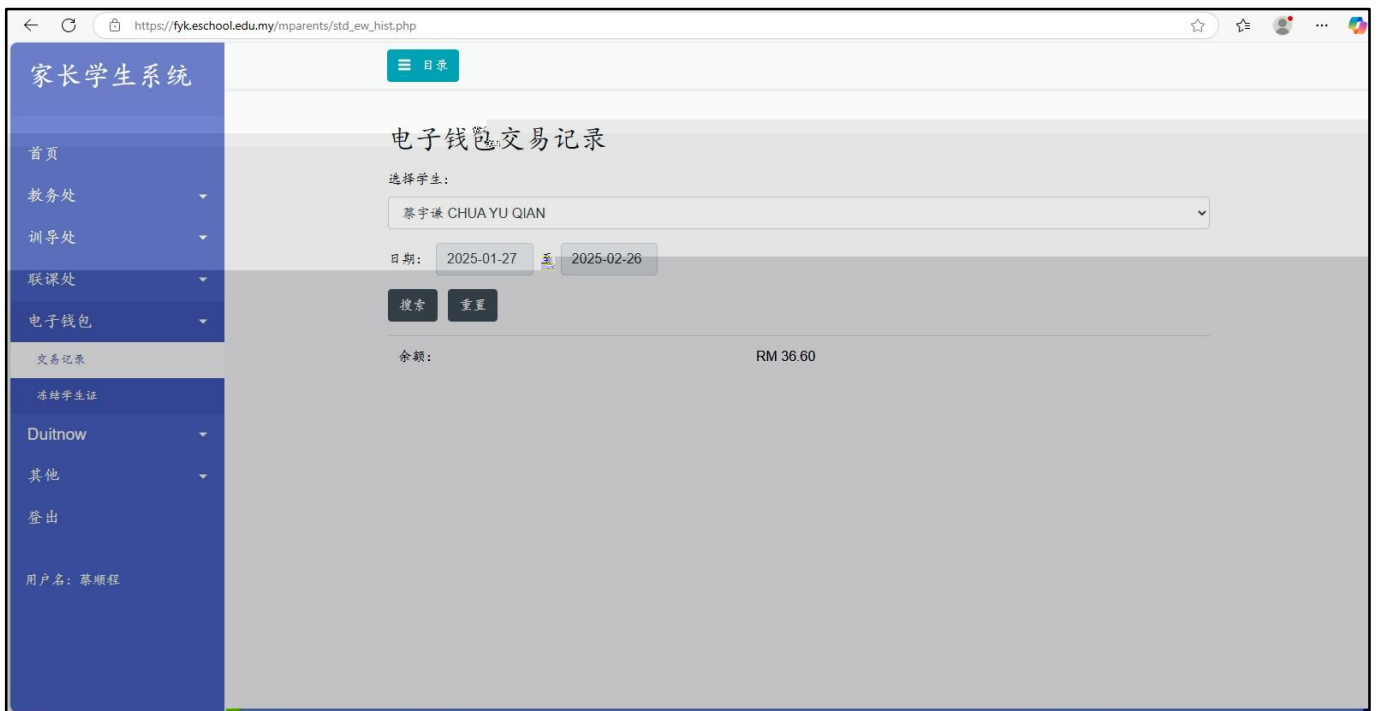 https://fyk.eschool.edu.my/mparents/std_ew_hist.php
家长学生系统
目录
首页
教务处
训导处
联课处
电子钱包
交易记录
冻结学生证
Duitnow
其他
登出
用户名: 蔡顺程
电子钱包交易记录
选择学生:
蔡宇谦 CHUA YU QIAN
日期: 2025-01-27 至 2025-02-26
搜索 重置
余额: RM 36.60